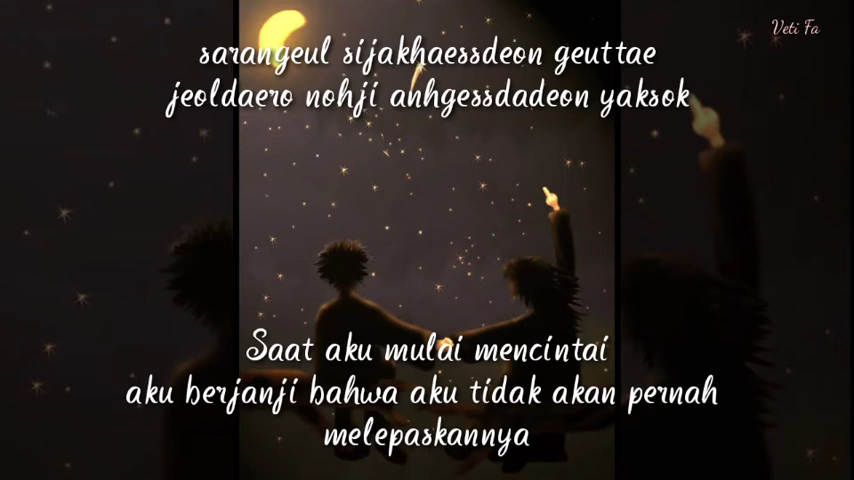 Veti Fa
sarangeul sijakhaessdeon geuttae
jeoldaero nohji anhgessdadeon yaksok
Saat aku mulai mencintai
aku berjanji bahwa aku tidak akan pernah
melepaskannya